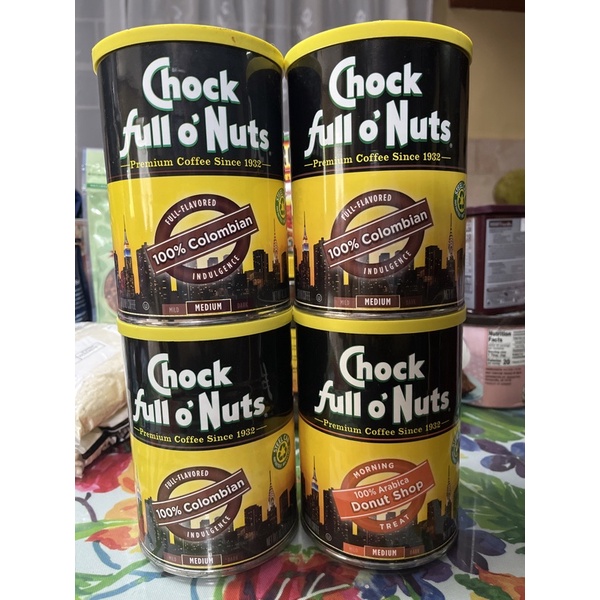 Chock
full o' Nuts
Premium Coffee Since 1932
FULL-FLAVORED
100% Colombian
INDULGENCE
MILD MEDIUM DARK
Chock
full o' Nuts
Premium Coffee Since 1932
FULL-FLAVORED
100% Colombian
INDULGENCE
MEDIUM
Chock
full o' Nuts
Premium Coffee Since 1932
FULL-FLAVORED
100% Colombian
INDULGENCE
MEDIUM
Chock
full o' Nuts
Premium Coffee Since 1932
MORNING
100% Arabica
Donut Shop
TREAT
MEDIUM
Nutrition
Facts